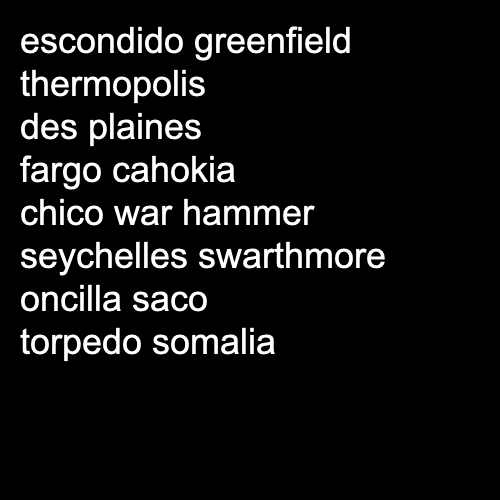 escondido greenfield
thermopolis
des plaines
fargo cahokia
chico war hammer
seychelles swarthmore
oncilla saco
torpedo somalia